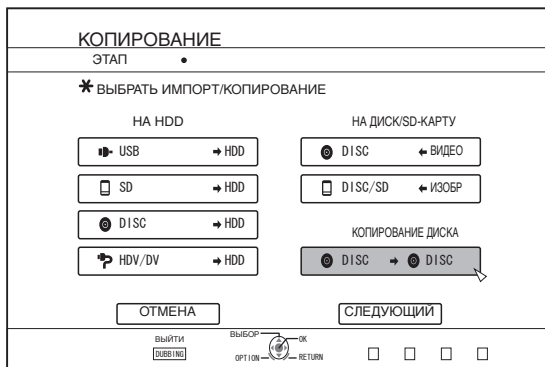 КОПИРОВАНИЕ
ЭТАП •
* ВЫБРАТЬ ИМПОРТ/КОПИРОВАНИЕ
НА HDD
USB → HDD
SD → HDD
DISC → HDD
HDV/DV → HDD
НА ДИСК/SD-КАРТУ
DISC ← ВИДЕО
DISC/SD ← ИЗОБР
КОПИРОВАНИЕ ДИСКА
DISC → DISC
ОТМЕНА
СЛЕДУЮЩИЙ
ВЫЙТИ
DUBBING
ВЫБОР
OK
OPTION
RETURN